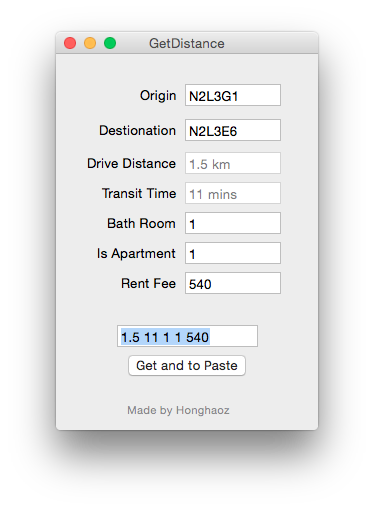 GetDistance
Origin N2L3G1
Destionation N2L3E6
Drive Distance 1.5 km
Transit Time 11 mins
Bath Room 1
Is Apartment 1
Rent Fee 540
1.5 11 1 1 540
Get and to Paste
Made by Honghaoz